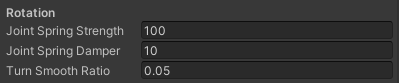 Rotation
Joint Spring Strength 100
Joint Spring Damper 10
Turn Smooth Ratio 0.05